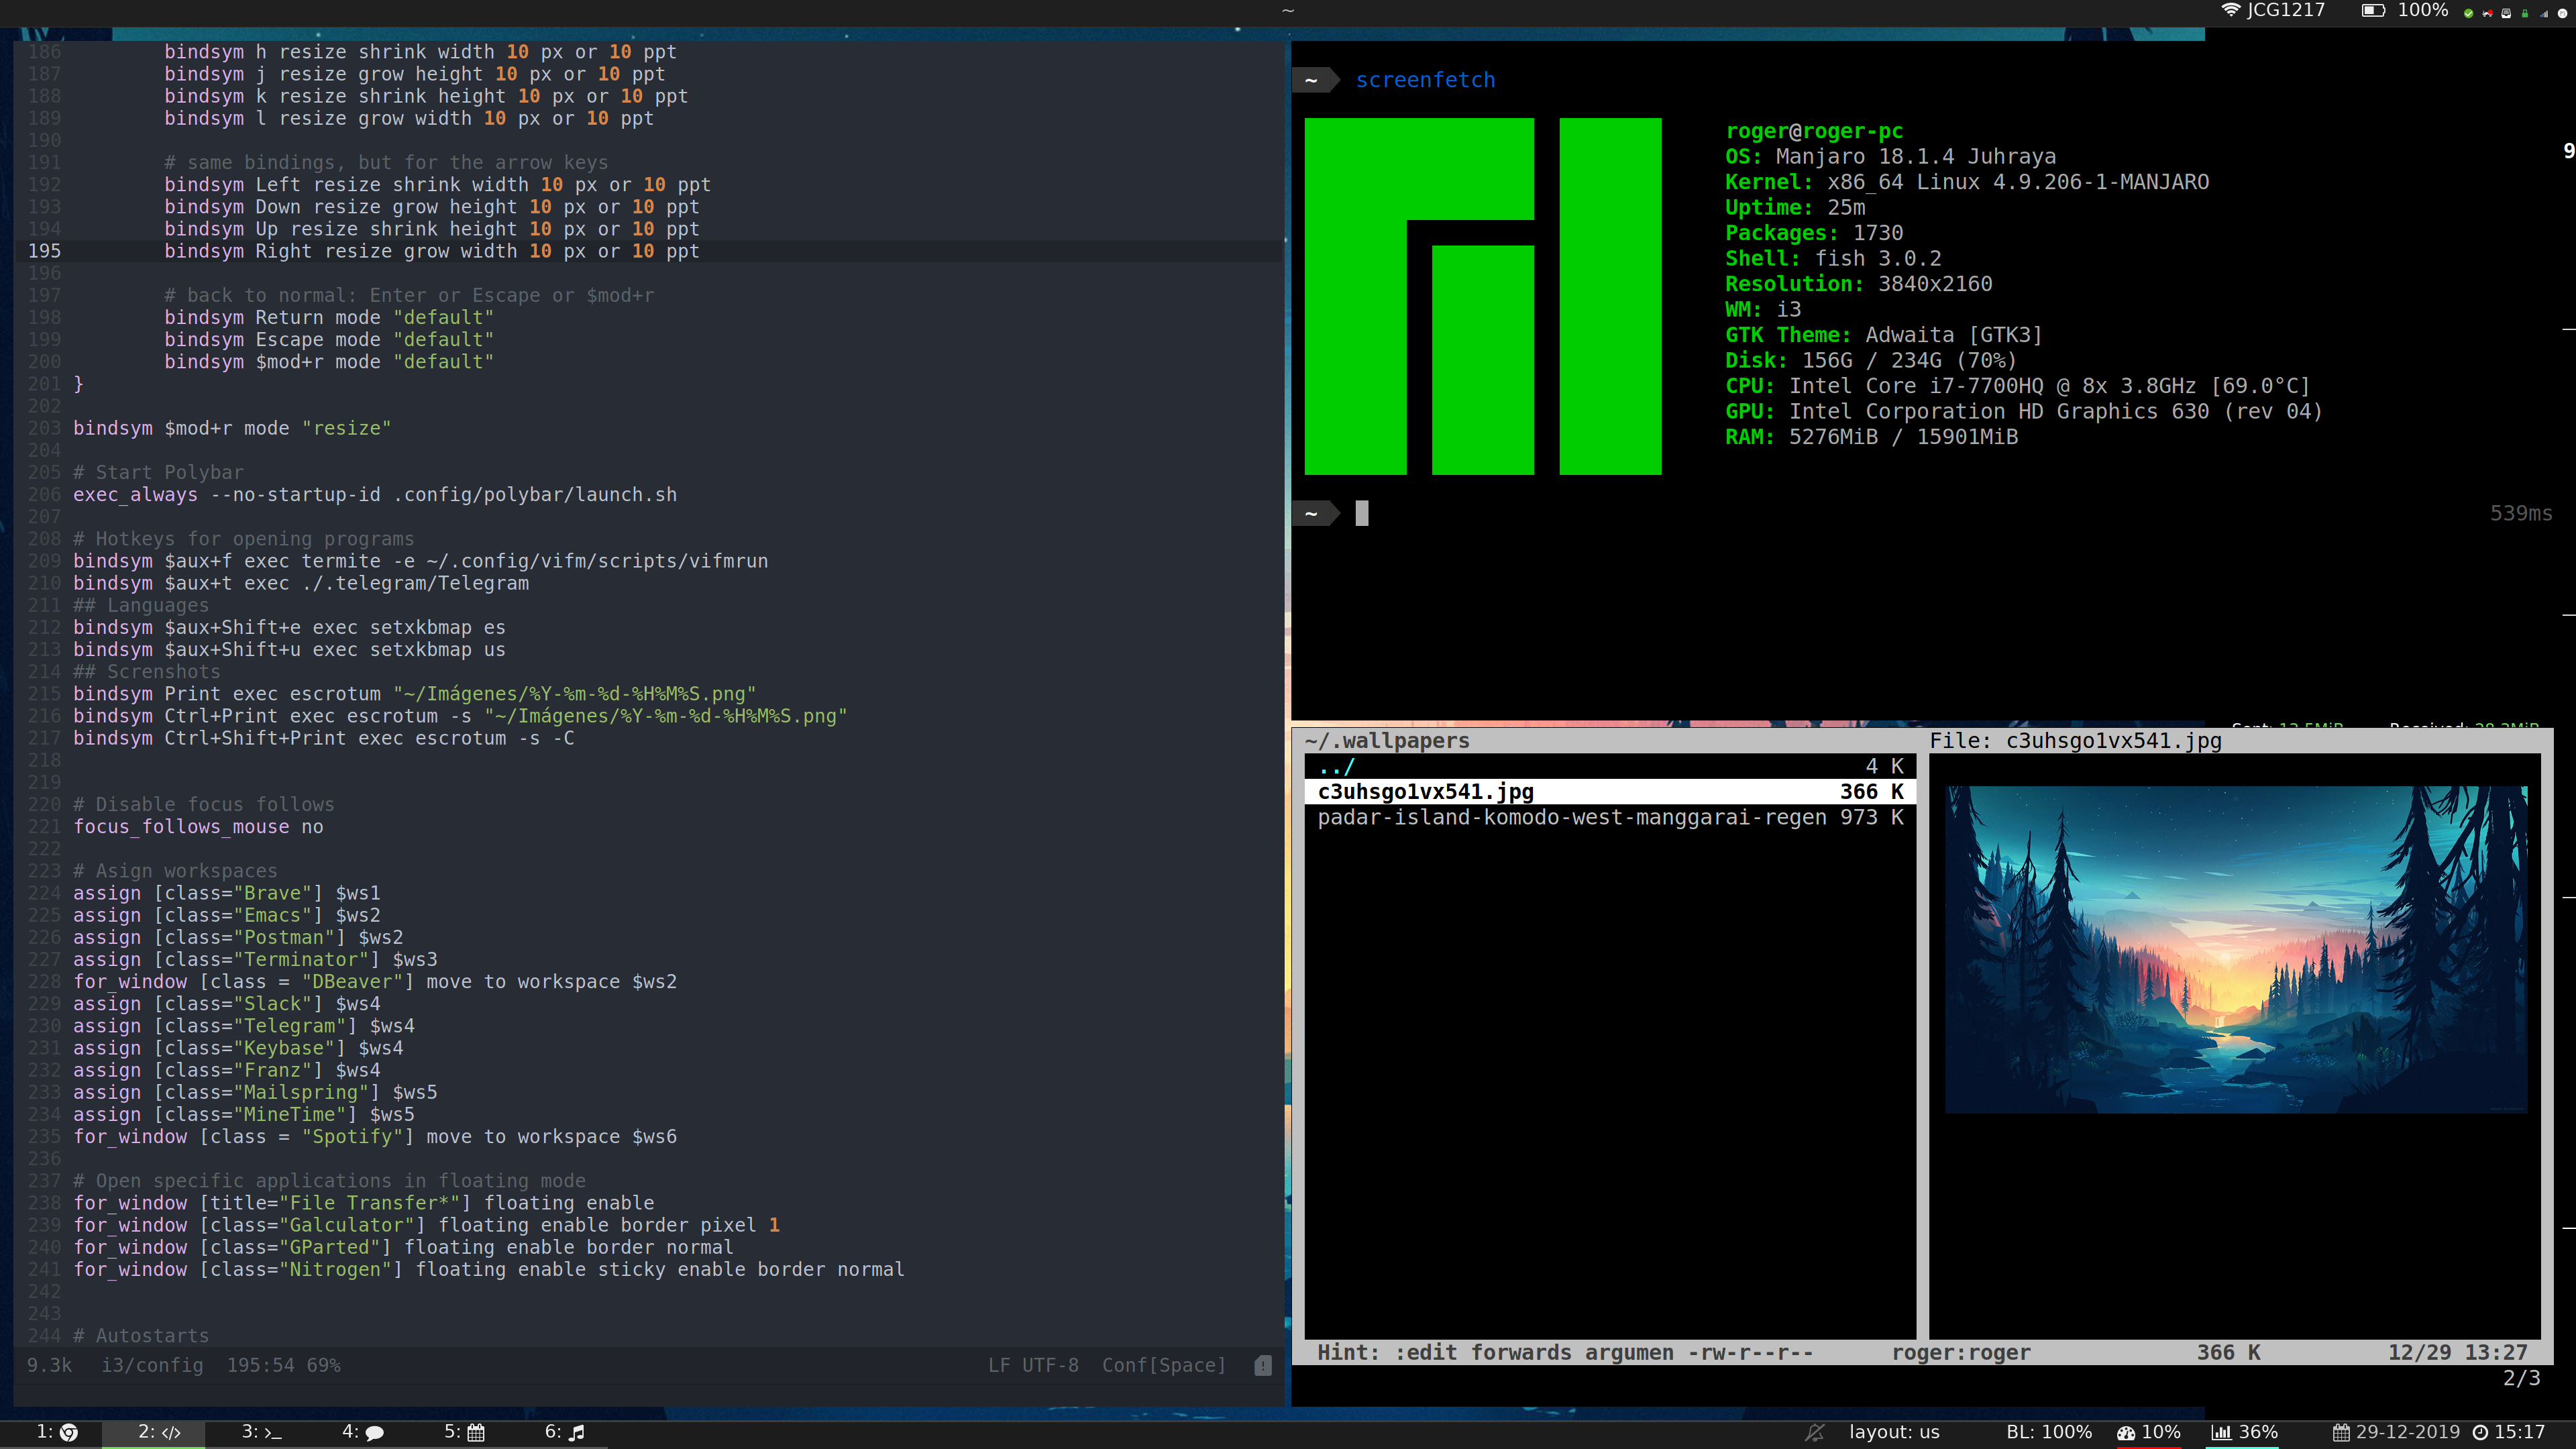 ~
JCG1217 100%
186 bindsym h resize shrink width 10 px or 10 ppt
187 bindsym j resize grow height 10 px or 10 ppt
188 bindsym k resize shrink height 10 px or 10 ppt
189 bindsym l resize grow width 10 px or 10 ppt
190
191 # same bindings, but for the arrow keys
192 bindsym Left resize shrink width 10 px or 10 ppt
193 bindsym Down resize grow height 10 px or 10 ppt
194 bindsym Up resize shrink height 10 px or 10 ppt
195 bindsym Right resize grow width 10 px or 10 ppt
196
197 # back to normal: Enter or Escape or $mod+r
198 bindsym Return mode "default"
199 bindsym Escape mode "default"
200 bindsym $mod+r mode "default"
201 }
202
203 bindsym $mod+r mode "resize"
204
205 # Start Polybar
206 exec_always --no-startup-id .config/polybar/launch.sh
207
208 # Hotkeys for opening programs
209 bindsym $aux+f exec termite -e ~/.config/vifm/scripts/vifmrun
210 bindsym $aux+t exec ./.telegram/Telegram
211 ## Languages
212 bindsym $aux+Shift+e exec setxkbmap es
213 bindsym $aux+Shift+u exec setxkbmap us
214 ## Screnshots
215 bindsym Print exec escrotum "~/Imágenes/%Y-%m-%d-%H%M%S.png"
216 bindsym Ctrl+Print exec escrotum -s "~/Imágenes/%Y-%m-%d-%H%M%S.png"
217 bindsym Ctrl+Shift+Print exec escrotum -s -C
218
219
220 # Disable focus follows
221 focus_follows_mouse no
222
223 # Asign workspaces
224 assign [class="Brave"] $ws1
225 assign [class="Emacs"] $ws2
226 assign [class="Postman"] $ws2
227 assign [class="Terminator"] $ws3
228 for_window [class = "DBeaver"] move to workspace $ws2
229 assign [class="Slack"] $ws4
230 assign [class="Telegram"] $ws4
231 assign [class="Keybase"] $ws4
232 assign [class="Franz"] $ws4
233 assign [class="Mailspring"] $ws5
234 assign [class="MineTime"] $ws5
235 for_window [class = "Spotify"] move to workspace $ws6
236
237 # Open specific applications in floating mode
238 for_window [title="File Transfer*"] floating enable
239 for_window [class="Galculator"] floating enable border pixel 1
240 for_window [class="GParted"] floating enable border normal
241 for_window [class="Nitrogen"] floating enable sticky enable border normal
242
243
244 # Autostarts
9.3k i3/config 195:54 69% LF UTF-8 Conf[Space]
~ screenfetch
roger@roger-pc
OS: Manjaro 18.1.4 Juhraya
Kernel: x86_64 Linux 4.9.206-1-MANJARO
Uptime: 25m
Packages: 1730
Shell: fish 3.0.2
Resolution: 3840x2160
WM: i3
GTK Theme: Adwaita [GTK3]
Disk: 156G / 234G (70%)
CPU: Intel Core i7-7700HQ @ 8x 3.8GHz [69.0°C]
GPU: Intel Corporation HD Graphics 630 (rev 04)
RAM: 5276MiB / 15901MiB
~ 539ms
9
~/.wallpapers File: c3uhsgo1vx541.jpg
../ 4 K
c3uhsgo1vx541.jpg 366 K
padar-island-komodo-west-manggarai-regen 973 K
Hint: :edit forwards argumen -rw-r--r-- roger:roger 366 K 12/29 13:27
2/3
1: 2: 3: 4: 5: 6: layout: us BL: 100% 10% 36% 29-12-2019 15:17